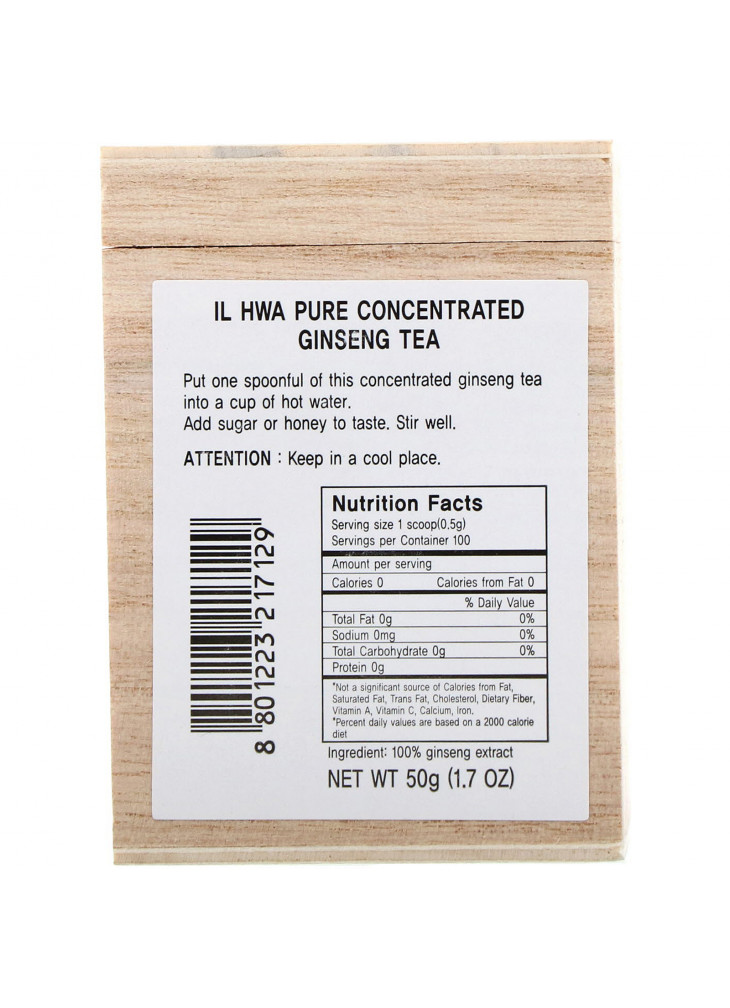 IL HWA PURE CONCENTRATED
GINSENG TEA
Put one spoonful of this concentrated ginseng tea
into a cup of hot water.
Add sugar or honey to taste. Stir well.
ATTENTION : Keep in a cool place.
8 801223 217129
Nutrition Facts
Serving size 1 scoop(0.5g)
Servings per Container 100
Amount per serving
Calories 0 Calories from Fat 0
% Daily Value
Total Fat 0g 0%
Sodium 0mg 0%
Total Carbohydrate 0g 0%
Protein 0g
*Not a significant source of Calories from Fat,
Saturated Fat, Trans Fat, Cholesterol, Dietary Fiber,
Vitamin A, Vitamin C, Calcium, Iron.
*Percent daily values are based on a 2000 calorie
diet
Ingredient: 100% ginseng extract
NET WT 50g (1.7 OZ)